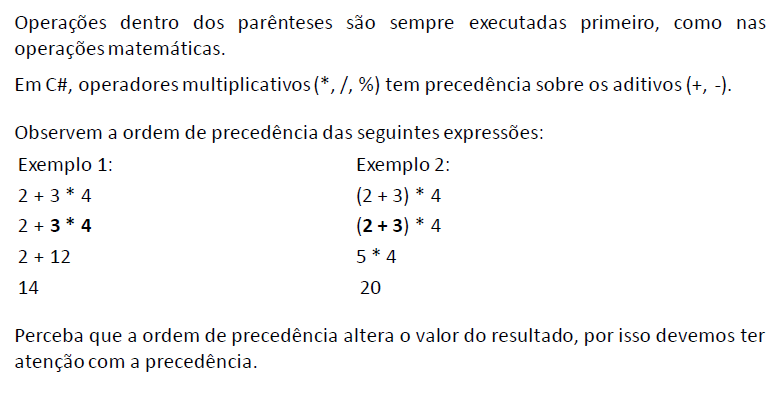 Operações dentro dos parênteses são sempre executadas primeiro, como nas
operações matemáticas.
Em C#, operadores multiplicativos (*, /, %) tem precedência sobre os aditivos (+, -).
Observem a ordem de precedência das seguintes expressões:
Exemplo 1: Exemplo 2:
2 + 3 * 4 (2 + 3) * 4
2 + 3 * 4 (2 + 3) * 4
2 + 12 5 * 4
14 20
Perceba que a ordem de precedência altera o valor do resultado, por isso devemos ter
atenção com a precedência.